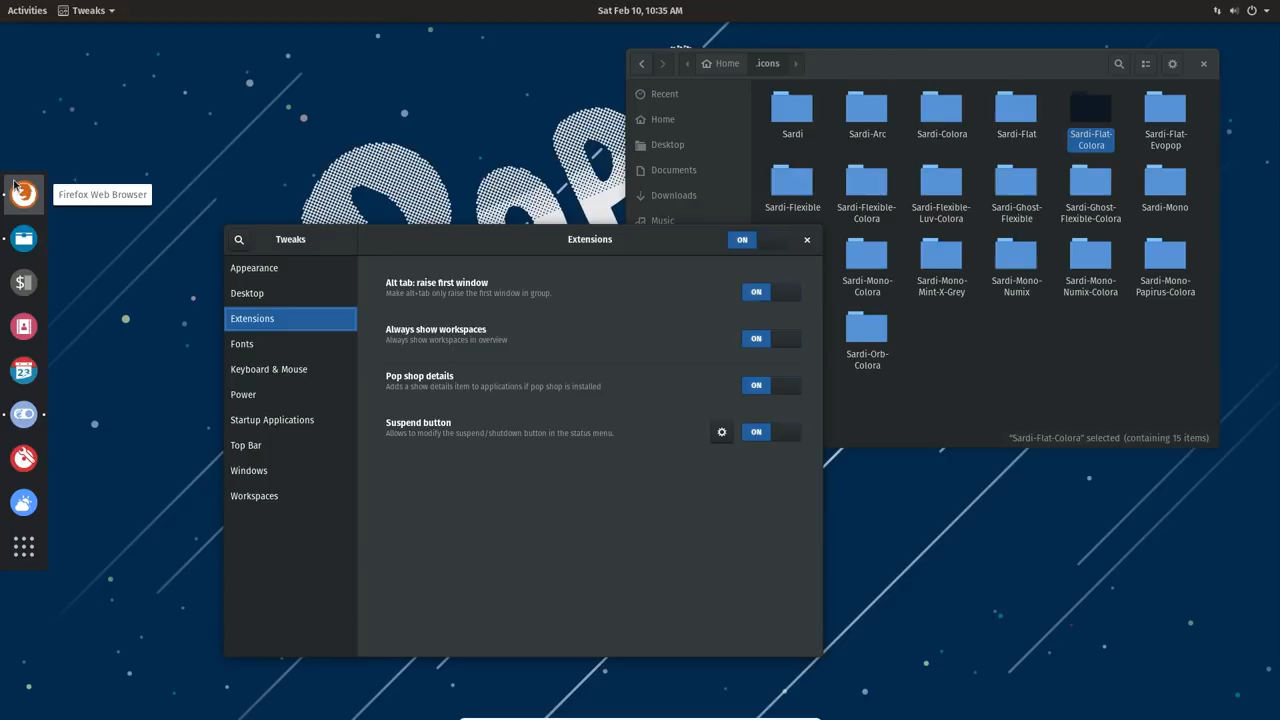 Activities
Tweaks
Sat Feb 10, 10:35 AM
Home
.icons
Recent
Home
Desktop
Documents
Downloads
Music
Sardi
Sardi-Arc
Sardi-Colora
Sardi-Flat
Sardi-Flat-
Colora
Sardi-Flat-
Evopop
Sardi-Flexible
Sardi-Flexible-
Colora
Sardi-Flexible-
Luv-Colora
Sardi-Ghost-
Flexible
Sardi-Ghost-
Flexible-Colora
Sardi-Mono
Sardi-Mono-
Colora
Sardi-Mono-
Mint-X-Grey
Sardi-Mono-
Numix
Sardi-Mono-
Numix-Colora
Sardi-Mono-
Papirus-Colora
Sardi-Orb-
Colora
"Sardi-Flat-Colora" selected (containing 15 items)
Firefox Web Browser
23
Tweaks
Extensions
ON
Appearance
Desktop
Extensions
Fonts
Keyboard & Mouse
Power
Startup Applications
Top Bar
Windows
Workspaces
Alt tab: raise first window
Make alt+tab only raise the first window in group.
ON
Always show workspaces
Always show workspaces in overview
ON
Pop shop details
Adds a show details item to applications if pop shop is installed
ON
Suspend button
Allows to modify the suspend/shutdown button in the status menu.
ON